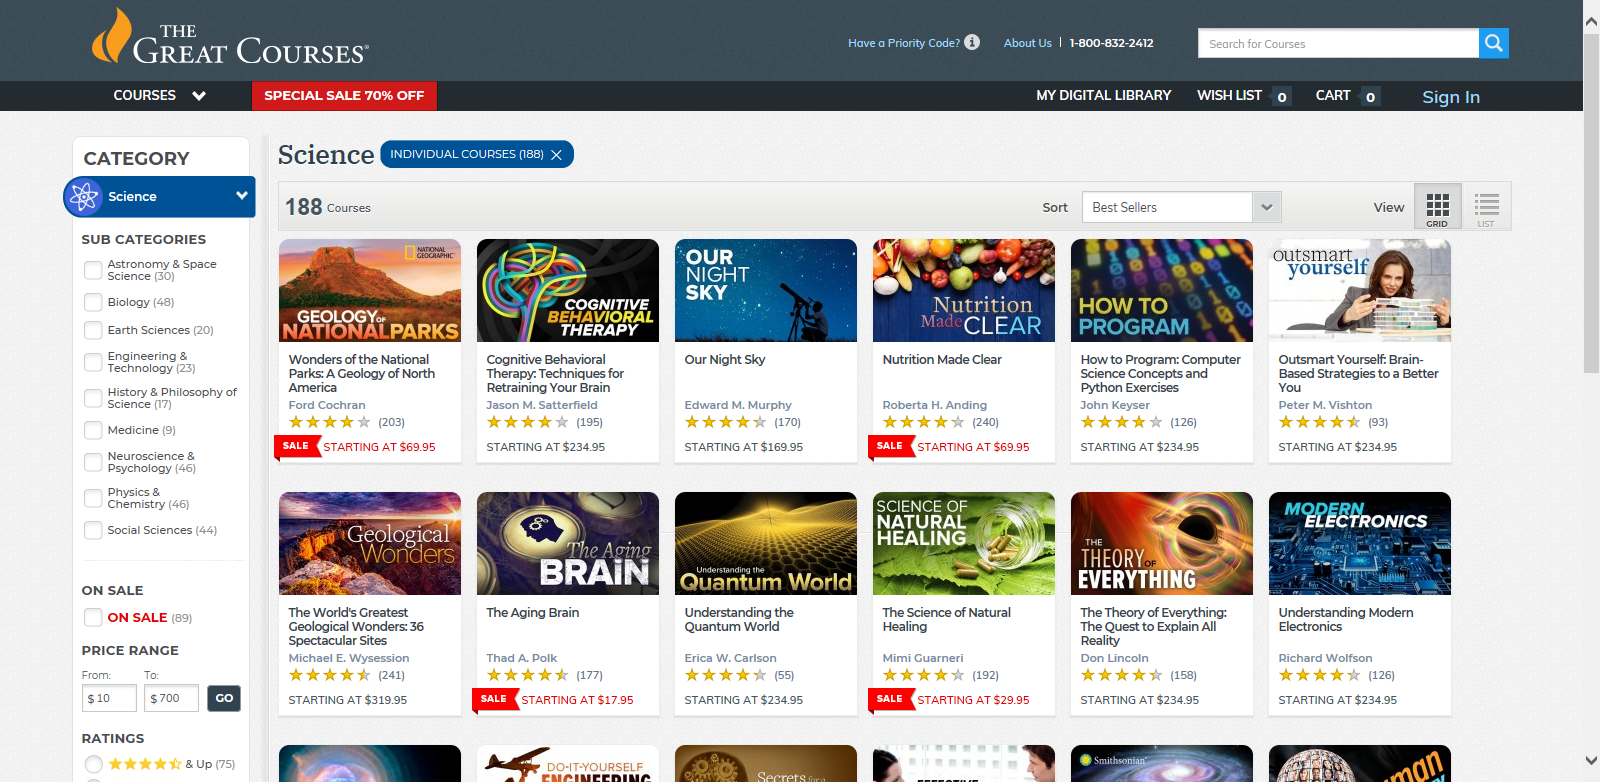 THE
GREAT COURSES®
Have a Priority Code?
About Us
1-800-832-2412
Search for Courses
COURSES
SPECIAL SALE 70% OFF
MY DIGITAL LIBRARY
WISH LIST 0
CART 0
Sign In
CATEGORY
Science
SUB CATEGORIES
Astronomy & Space
Science (30)
Biology (48)
Earth Sciences (20)
Engineering &
Technology (23)
History & Philosophy of
Science (17)
Medicine (9)
Neuroscience &
Psychology (46)
Physics &
Chemistry (46)
Social Sciences (44)
ON SALE
ON SALE (89)
PRICE RANGE
From: To:
$ 10 $ 700 GO
RATINGS
& Up (75)
Science
INDIVIDUAL COURSES (188)
188 Courses
Sort Best Sellers
View GRID LIST
NATIONAL
GEOGRAPHIC
GEOLOGY OF
NATIONAL PARKS
Wonders of the National
Parks: A Geology of North
America
Ford Cochran
(203)
SALE STARTING AT $69.95
COGNITIVE
BEHAVIORAL
THERAPY
Cognitive Behavioral
Therapy: Techniques for
Retraining Your Brain
Jason M. Satterfield
(195)
STARTING AT $234.95
OUR
NIGHT
SKY
Our Night Sky
Edward M. Murphy
(170)
STARTING AT $169.95
Nutrition
Made CLEAR
Nutrition Made Clear
Roberta H. Anding
(240)
SALE STARTING AT $69.95
HOW TO
PROGRAM
How to Program: Computer
Science Concepts and
Python Exercises
John Keyser
(126)
STARTING AT $234.95
outsmart
yourself
Outsmart Yourself: Brain-
Based Strategies to a Better
You
Peter M. Vishton
(93)
STARTING AT $234.95
Geological
Wonders
The World's Greatest
Geological Wonders: 36
Spectacular Sites
Michael E. Wysession
(241)
STARTING AT $319.95
The Aging
BRAIN
The Aging Brain
Thad A. Polk
(177)
SALE STARTING AT $17.95
Understanding the
Quantum World
Understanding the
Quantum World
Erica W. Carlson
(55)
STARTING AT $234.95
SCIENCE OF
NATURAL
HEALING
The Science of Natural
Healing
Mimi Guarneri
(192)
SALE STARTING AT $29.95
THE
THEORY OF
EVERYTHING
The Theory of Everything:
The Quest to Explain All
Reality
Don Lincoln
(158)
STARTING AT $234.95
MODERN
ELECTRONICS
Understanding Modern
Electronics
Richard Wolfson
(126)
STARTING AT $234.95
DO-IT-YOURSELF
ENGINEERING
Secrets for a
Smithsonian